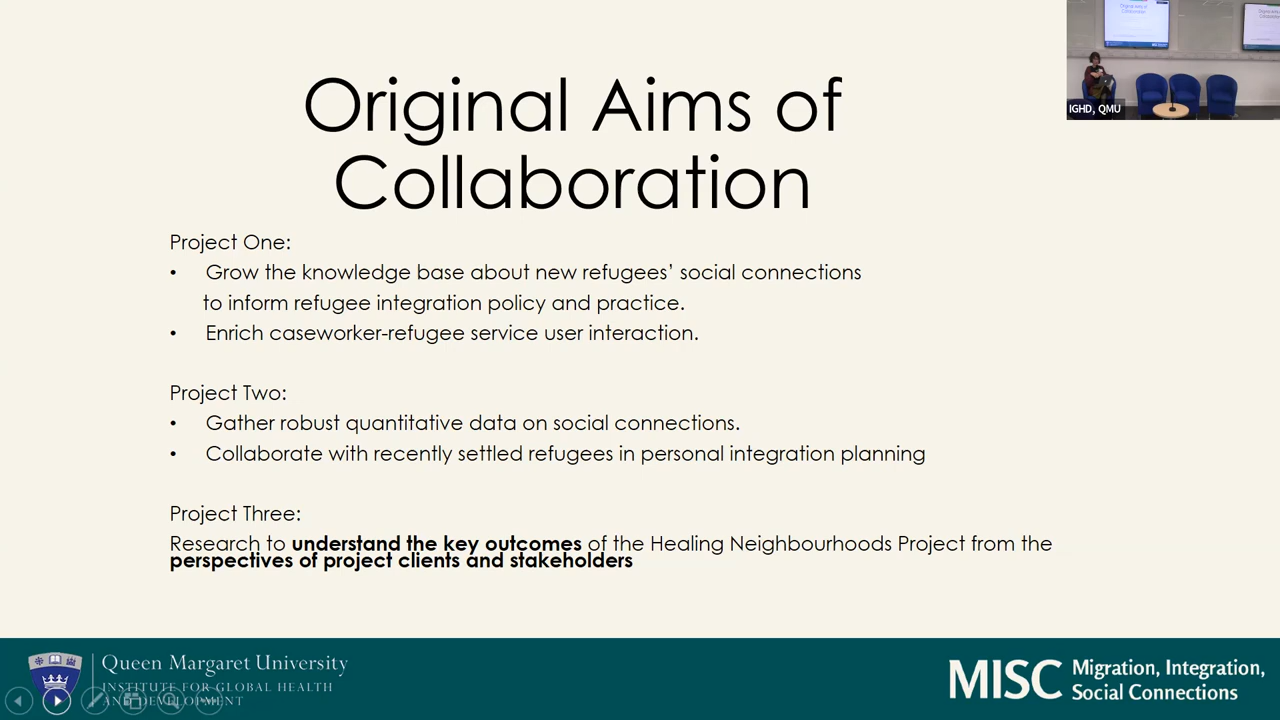 Original Aims of
Collaboration
IGHD, QMU
Project One:
• Grow the knowledge base about new refugees’ social connections
to inform refugee integration policy and practice.
• Enrich caseworker-refugee service user interaction.
Project Two:
• Gather robust quantitative data on social connections.
• Collaborate with recently settled refugees in personal integration planning
Project Three:
Research to understand the key outcomes of the Healing Neighbourhoods Project from the
perspectives of project clients and stakeholders
Queen Margaret University
INSTITUTE FOR GLOBAL HEALTH
AND DEVELOPMENT
MISC Migration, Integration,
Social Connections